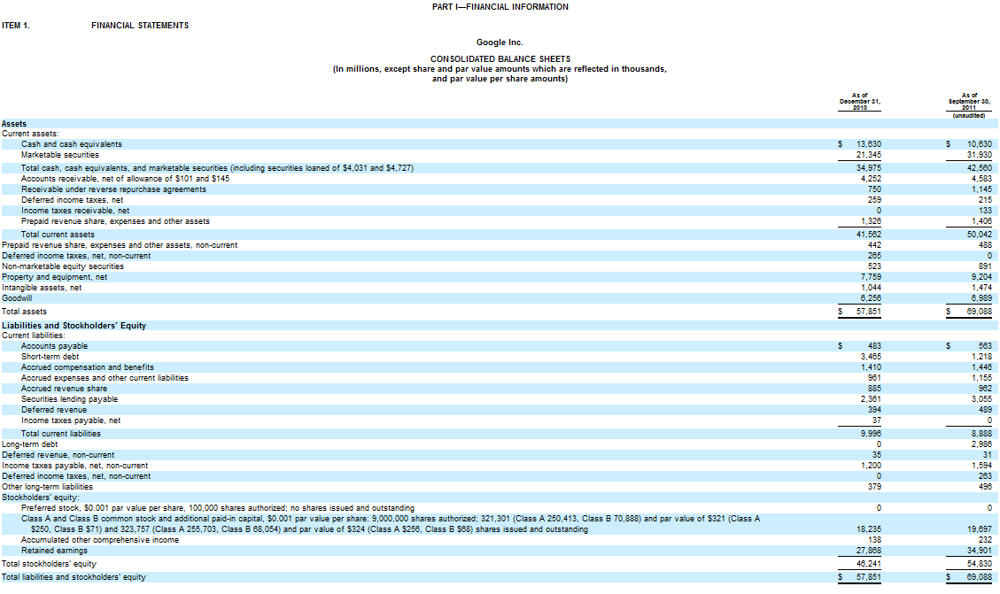 PART I—FINANCIAL INFORMATION
ITEM 1. FINANCIAL STATEMENTS
Google Inc.
CONSOLIDATED BALANCE SHEETS
(In millions, except share and par value amounts which are reflected in thousands,
and par value per share amounts)
As of As of
December 31, September 30,
2010 2011
(unaudited)
Assets
Current assets:
Cash and cash equivalents $ 13,630 $ 10,630
Marketable securities 21,345 31,930
Total cash, cash equivalents, and marketable securities (including securities loaned of $4,031 and $4,727) 34,975 42,560
Accounts receivable, net of allowance of $101 and $145 4,252 4,583
Receivable under reverse repurchase agreements 750 1,145
Deferred income taxes, net 259 215
Income taxes receivable, net 0 133
Prepaid revenue share, expenses and other assets 1,326 1,406
Total current assets 41,562 50,042
Prepaid revenue share, expenses and other assets, non-current 442 488
Deferred income taxes, net, non-current 265 0
Non-marketable equity securities 523 891
Property and equipment, net 7,759 9,204
Intangible assets, net 1,044 1,474
Goodwill 6,256 6,989
Total assets $ 57,851 $ 69,088
Liabilities and Stockholders' Equity
Current liabilities:
Accounts payable $ 483 $ 563
Short-term debt 3,465 1,218
Accrued compensation and benefits 1,410 1,446
Accrued expenses and other current liabilities 961 1,155
Accrued revenue share 885 962
Securities lending payable 2,361 3,055
Deferred revenue 394 489
Income taxes payable, net 37 0
Total current liabilities 9,996 8,888
Long-term debt 0 2,986
Deferred revenue, non-current 35 31
Income taxes payable, net, non-current 1,200 1,594
Deferred income taxes, net, non-current 0 263
Other long-term liabilities 379 496
Stockholders' equity:
Preferred stock, $0.001 par value per share, 100,000 shares authorized; no shares issued and outstanding 0 0
Class A and Class B common stock and additional paid-in capital, $0.001 par value per share: 9,000,000 shares authorized; 321,301 (Class A 250,413, Class B 70,888) and par value of $321 (Class A
$250, Class B $71) and 323,757 (Class A 255,703, Class B 68,054) and par value of $324 (Class A $256, Class B $68) shares issued and outstanding 18,235 19,697
Accumulated other comprehensive income 138 232
Retained earnings 27,868 34,901
Total stockholders' equity 46,241 54,830
Total liabilities and stockholders' equity $ 57,851 $ 69,088